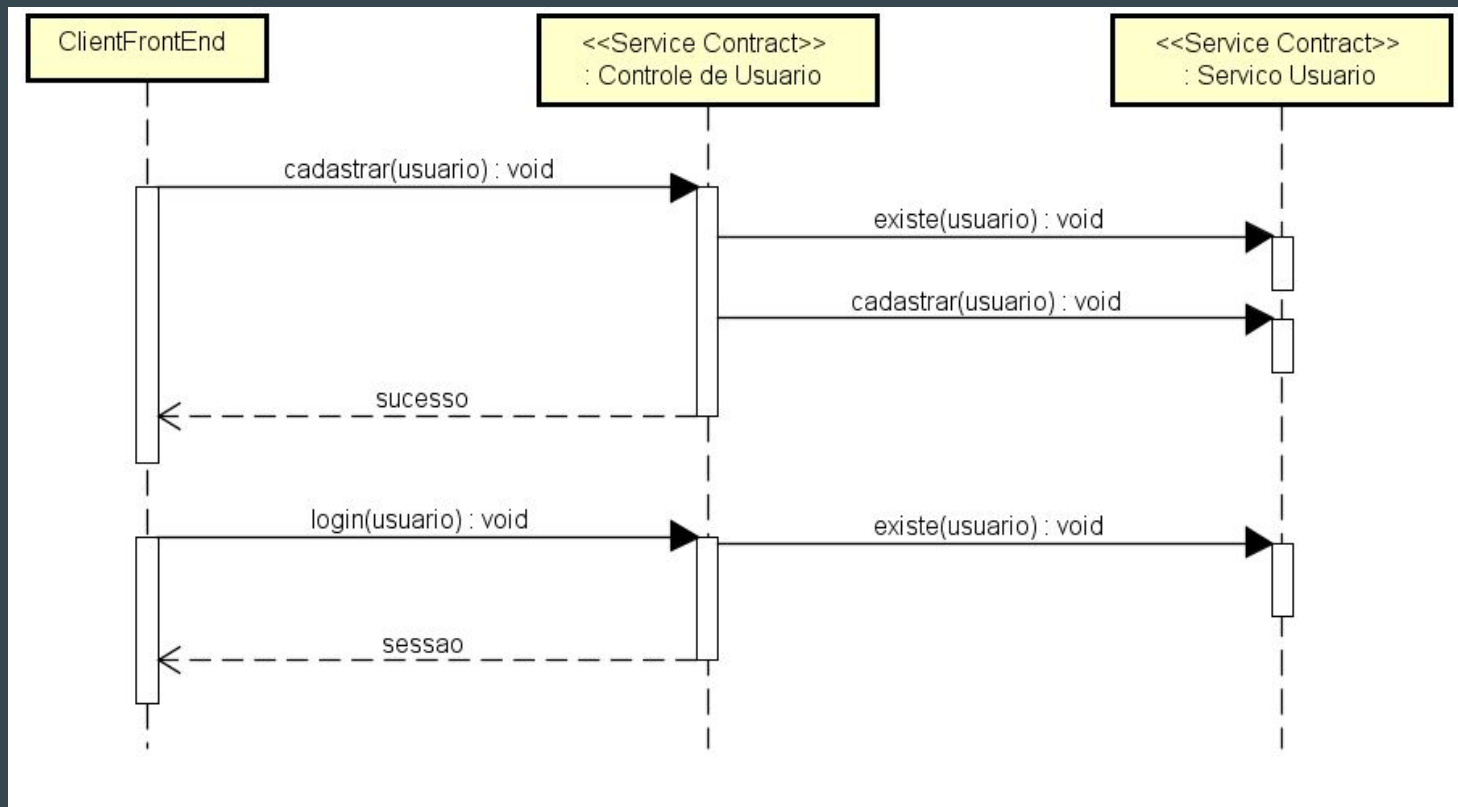 ClientFrontEnd
<<Service Contract>>
: Controle de Usuario
<<Service Contract>>
: Servico Usuario
cadastrar(usuario) : void
existe(usuario) : void
cadastrar(usuario) : void
sucesso
login(usuario) : void
existe(usuario) : void
sessao